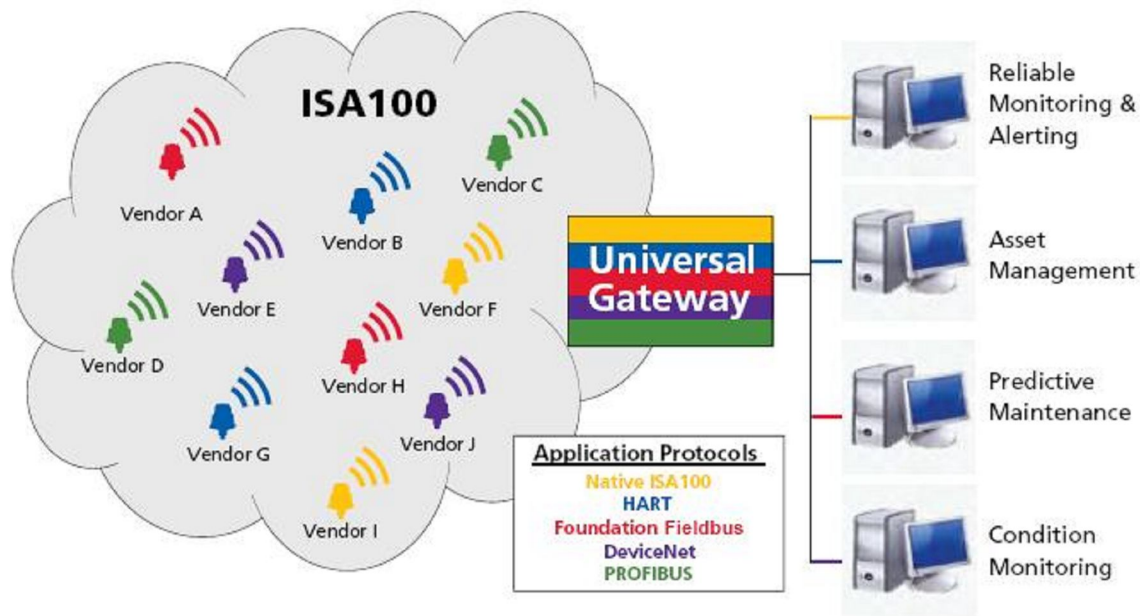 ISA100
Vendor A
Vendor B
Vendor C
Vendor E
Vendor F
Vendor D
Vendor H
Vendor G
Vendor J
Vendor I
Universal
Gateway
Application Protocols
Native ISA100
HART
Foundation Fieldbus
DeviceNet
PROFIBUS
Reliable
Monitoring &
Alerting
Asset
Management
Predictive
Maintenance
Condition
Monitoring